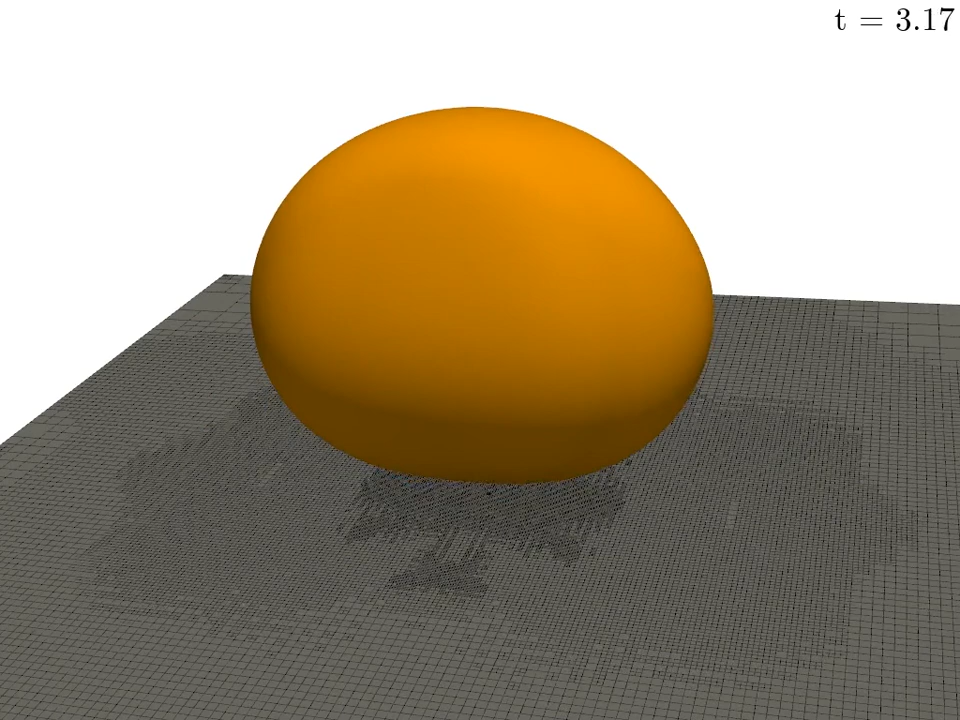 t = 3.17